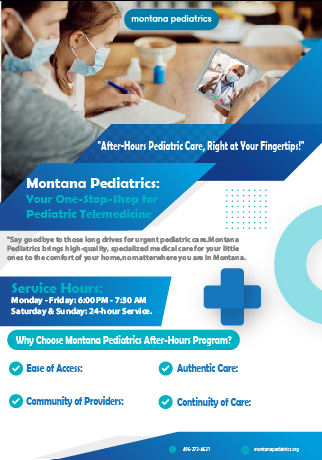 montana pediatrics
"After-Hours Pediatric Care, Right at Your Fingertips!"
Montana Pediatrics:
Your One-Stop-Shop for
Pediatric Telemedicine
"Say goodbye to those long drives for urgent pediatric care.Montana
Pediatrics brings high-quality, specialized medical care for your little
ones to the comfort of your home,no matter where you are in Montana.
Service Hours:
Monday - Friday: 6:00 PM - 7:30 AM
Saturday & Sunday: 24-hour Service.
Why Choose Montana Pediatrics After-Hours Program?
Ease of Access:
Authentic Care:
Community of Providers:
Continuity of Care:
montanapediatrics.org